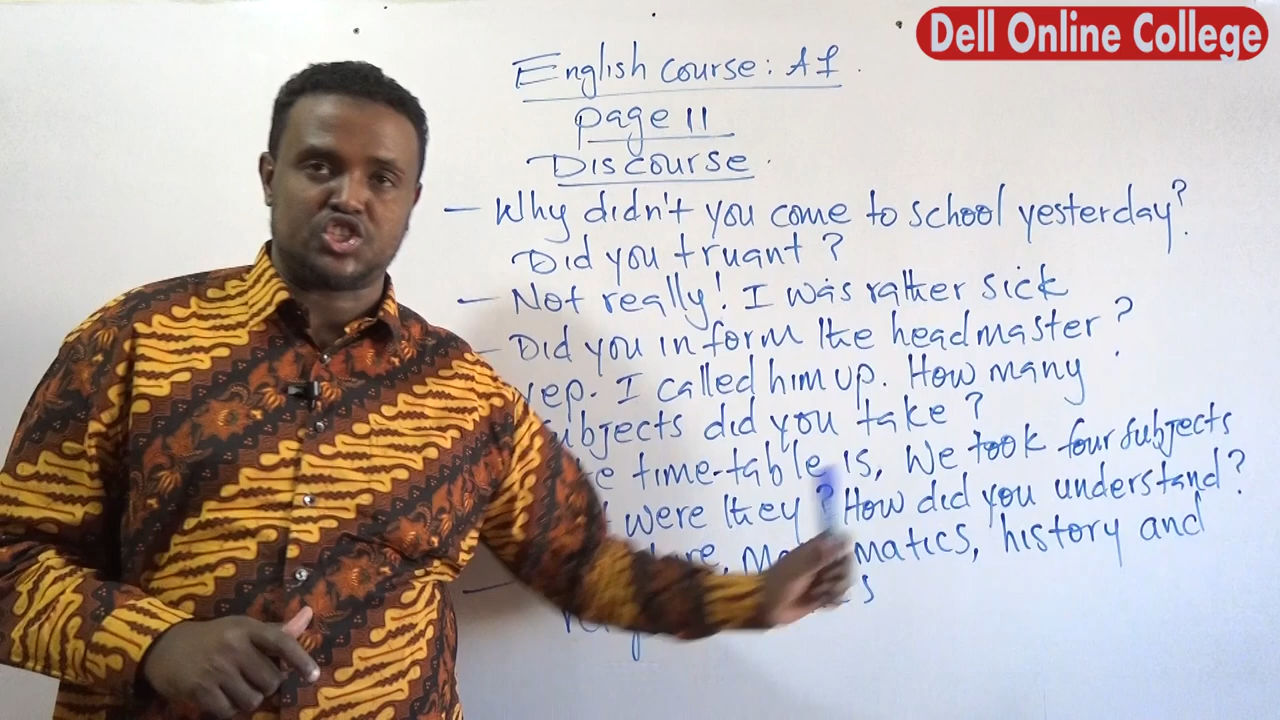 Dell Online College
English course: A1.
page 11
Discourse.
- Why didn't you come to school yesterday?
Did you truant?
- Not really! I was rather sick
- Did you inform the headmaster?
yep. I called him up. How many
subjects did you take?
time-table is, We took four subjects
were they? How did you understand?
matics, history and